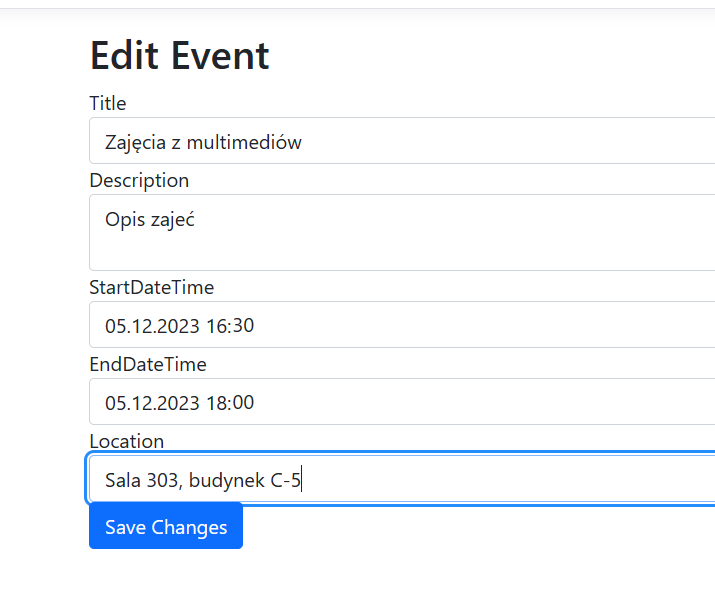 Edit Event
Title
Zajęcia z multimediów
Description
Opis zajeć
StartDateTime
05.12.2023 16:30
EndDateTime
05.12.2023 18:00
Location
Sala 303, budynek C-5
Save Changes